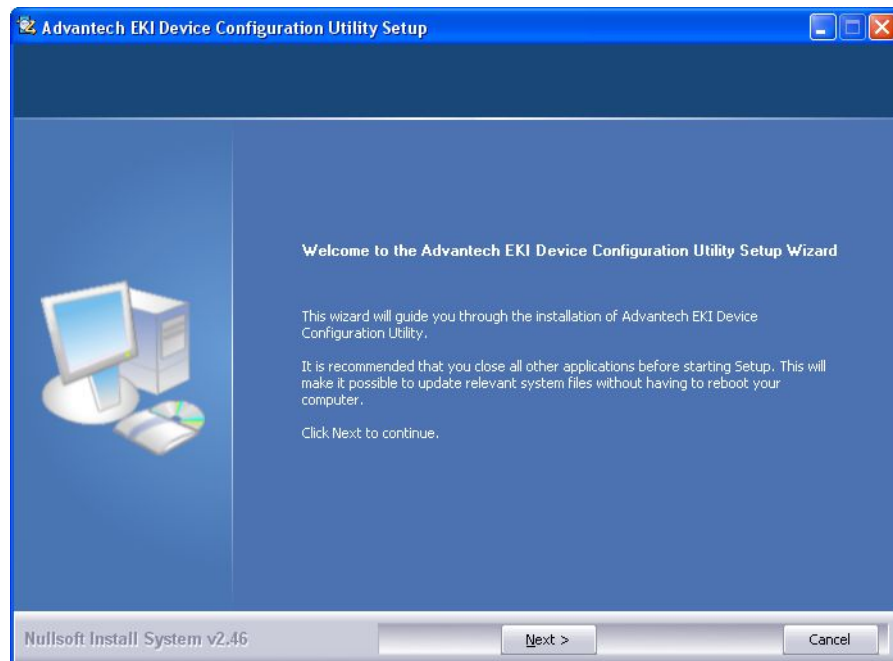 Advantech EKI Device Configuration Utility Setup
Welcome to the Advantech EKI Device Configuration Utility Setup Wizard
This wizard will guide you through the installation of Advantech EKI Device
Configuration Utility.
It is recommended that you close all other applications before starting Setup. This will
make it possible to update relevant system files without having to reboot your
computer.
Click Next to continue.
Nullsoft Install System v2.46
Next >
Cancel